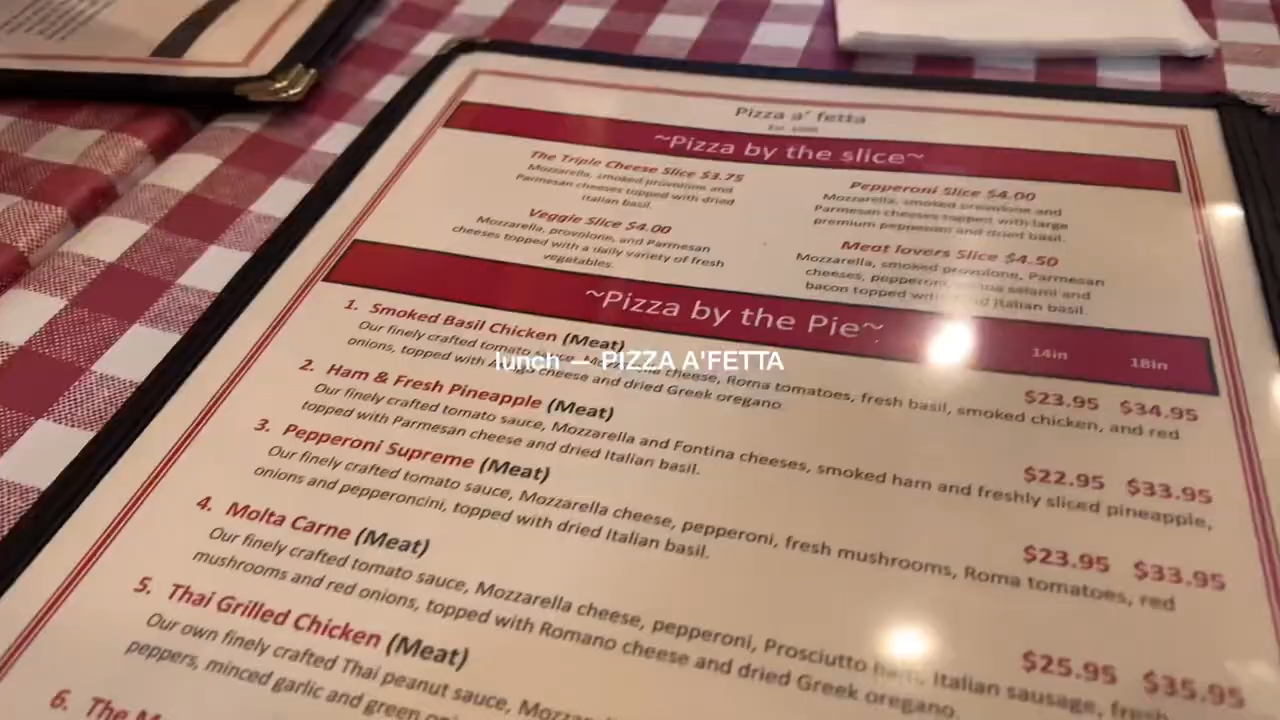 Pizza a' fetta
~Pizza by the slice~
The Triple Cheese Slice $3.75
Mozzarella, smoked provolone and
Parmesan cheeses topped with dried
Italian basil.
Veggie Slice $4.00
Mozzarella, provolone, and Parmesan
cheeses topped with a daily variety of fresh
vegetables.
Pepperoni Slice $4.00
Mozzarella, smoked provolone and
Parmesan cheeses topped with large
premium pepperoni and dried basil.
Meat lovers Slice $4.50
Mozzarella, smoked provolone, Parmesan
cheeses, pepperoni, salami and
bacon topped with Italian basil.
~Pizza by the Pie~
14in 18in
1. Smoked Basil Chicken (Meat)
$23.95 $34.95
Our finely crafted tomato cheese, Roma tomatoes, fresh basil, smoked chicken, and red
onions, topped with cheese and dried Greek oregano.
lunch — PIZZA A'FETTA
2. Ham & Fresh Pineapple (Meat)
$22.95 $33.95
Our finely crafted tomato sauce, Mozzarella and Fontina cheeses, smoked ham and freshly sliced pineapple,
topped with Parmesan cheese and dried Italian basil.
3. Pepperoni Supreme (Meat)
$23.95 $33.95
Our finely crafted tomato sauce, Mozzarella cheese, pepperoni, fresh mushrooms, Roma tomatoes, red
onions and pepperoncini, topped with dried Italian basil.
4. Molta Carne (Meat)
$25.95 $35.95
Our finely crafted tomato sauce, Mozzarella cheese, pepperoni, Prosciutto Italian sausage, fresh
mushrooms and red onions, topped with Romano cheese and dried Greek oregano.
5. Thai Grilled Chicken (Meat)
Our own finely crafted Thai peanut sauce,
peppers, minced garlic and green
6. The